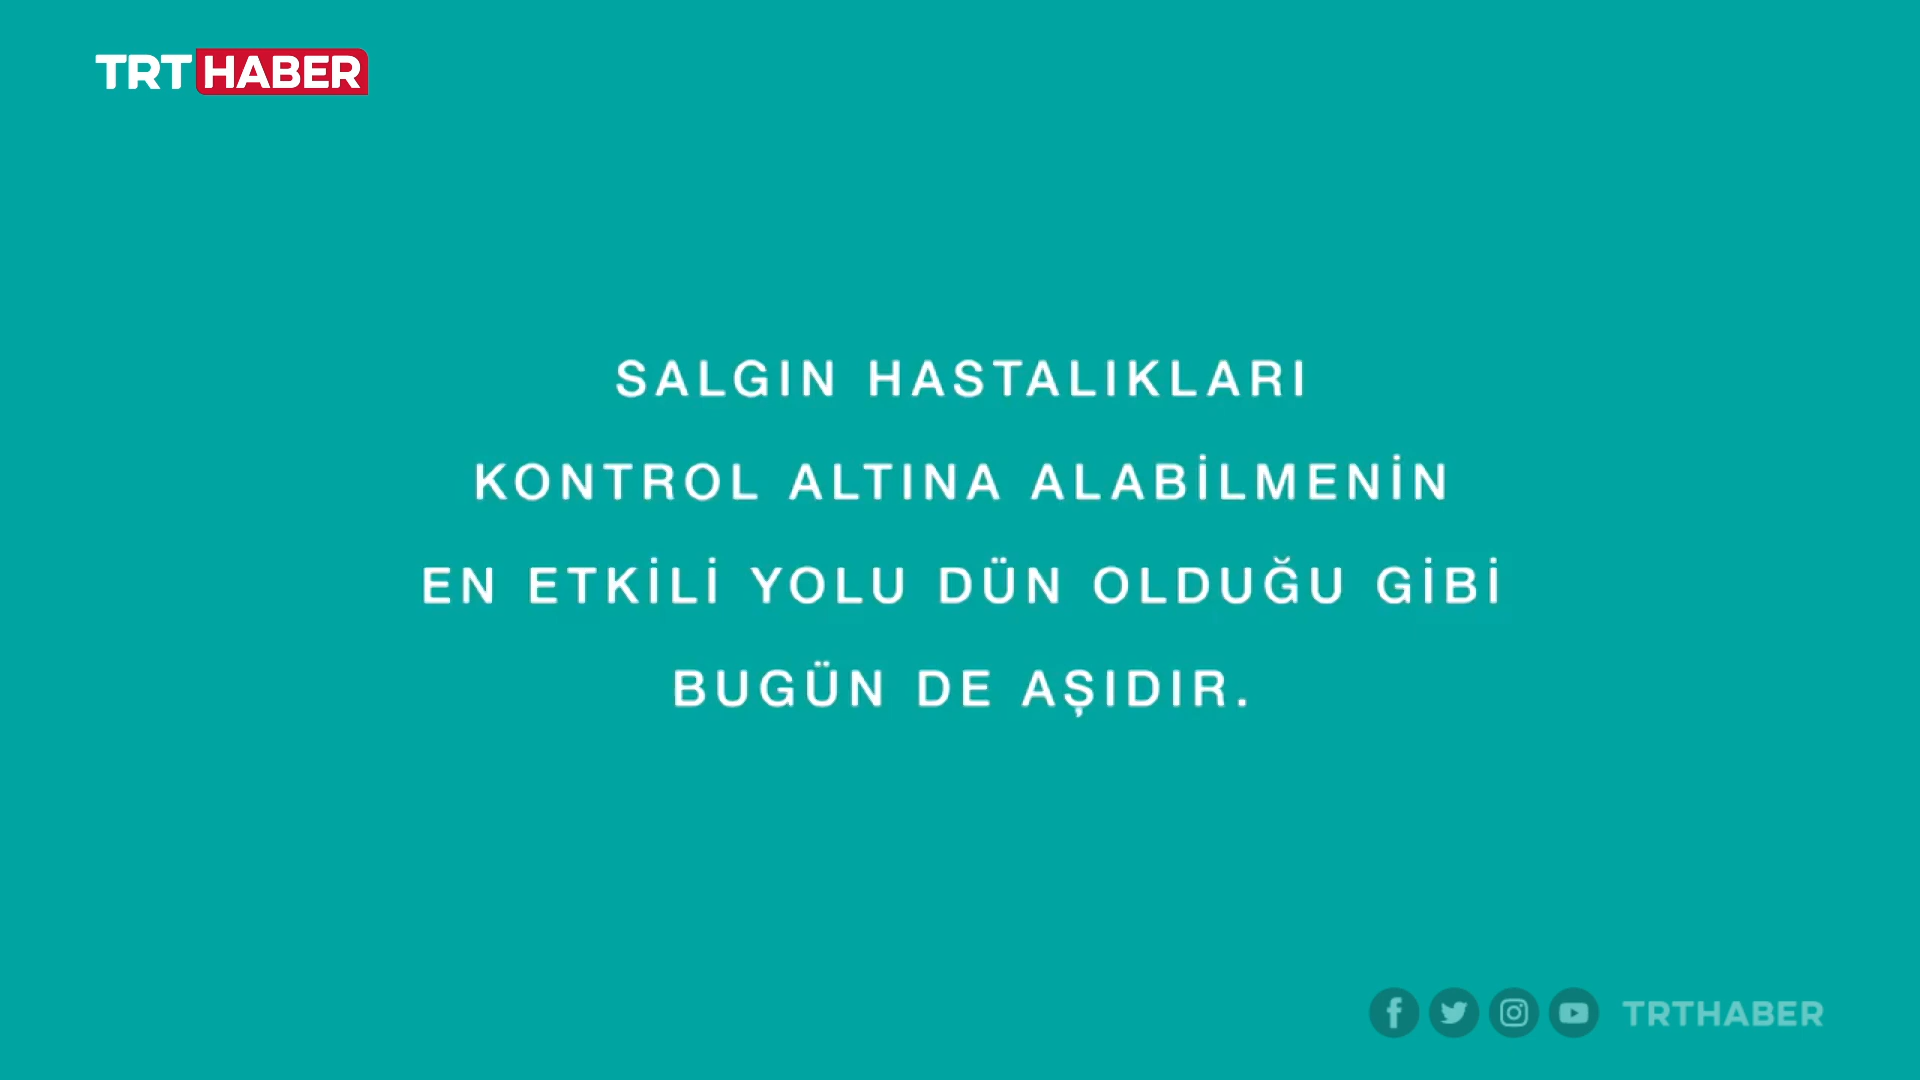 TRT HABER
SALGIN HASTALIKLARI
KONTROL ALTINA ALABİLMENİN
EN ETKİLİ YOLU DÜN OLDUĞU GİBİ
BUGÜN DE AŞIDIR.
TRTHABER